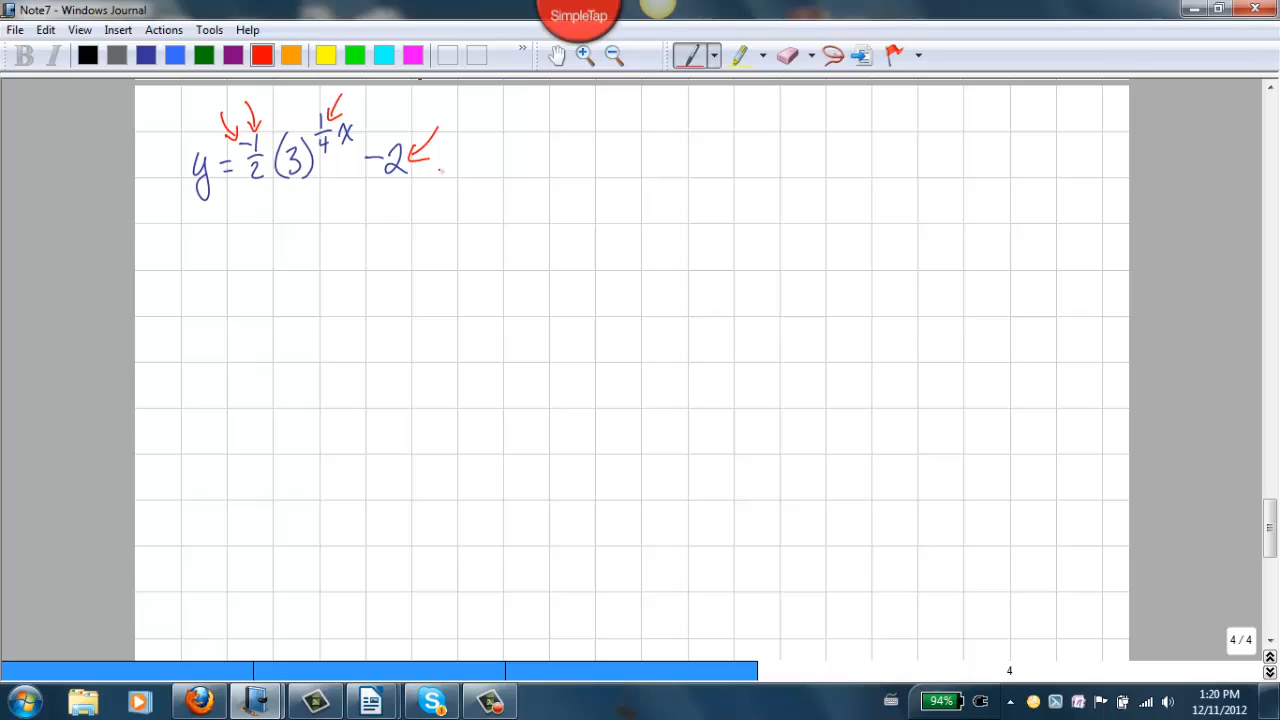 Note7 - Windows Journal
SimpleTap
File Edit View Insert Actions Tools Help
B I
y = -1/2 (3)^(1/4 x) - 2
4 / 4
4
94%
1:20 PM
12/11/2012